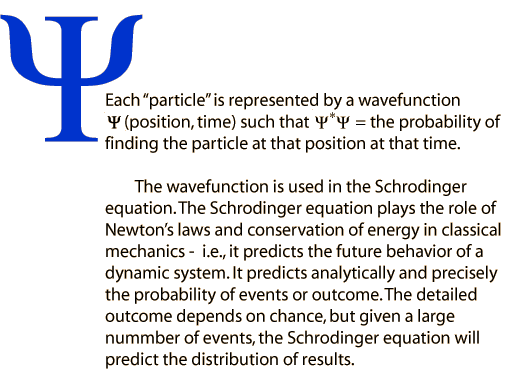 Ψ
Each “particle” is represented by a wavefunction
Ψ (position, time) such that Ψ*Ψ = the probability of
finding the particle at that position at that time.
The wavefunction is used in the Schrodinger
equation. The Schrodinger equation plays the role of
Newton’s laws and conservation of energy in classical
mechanics - i.e., it predicts the future behavior of a
dynamic system. It predicts analytically and precisely
the probability of events or outcome. The detailed
outcome depends on chance, but given a large
nummber of events, the Schrodinger equation will
predict the distribution of results.